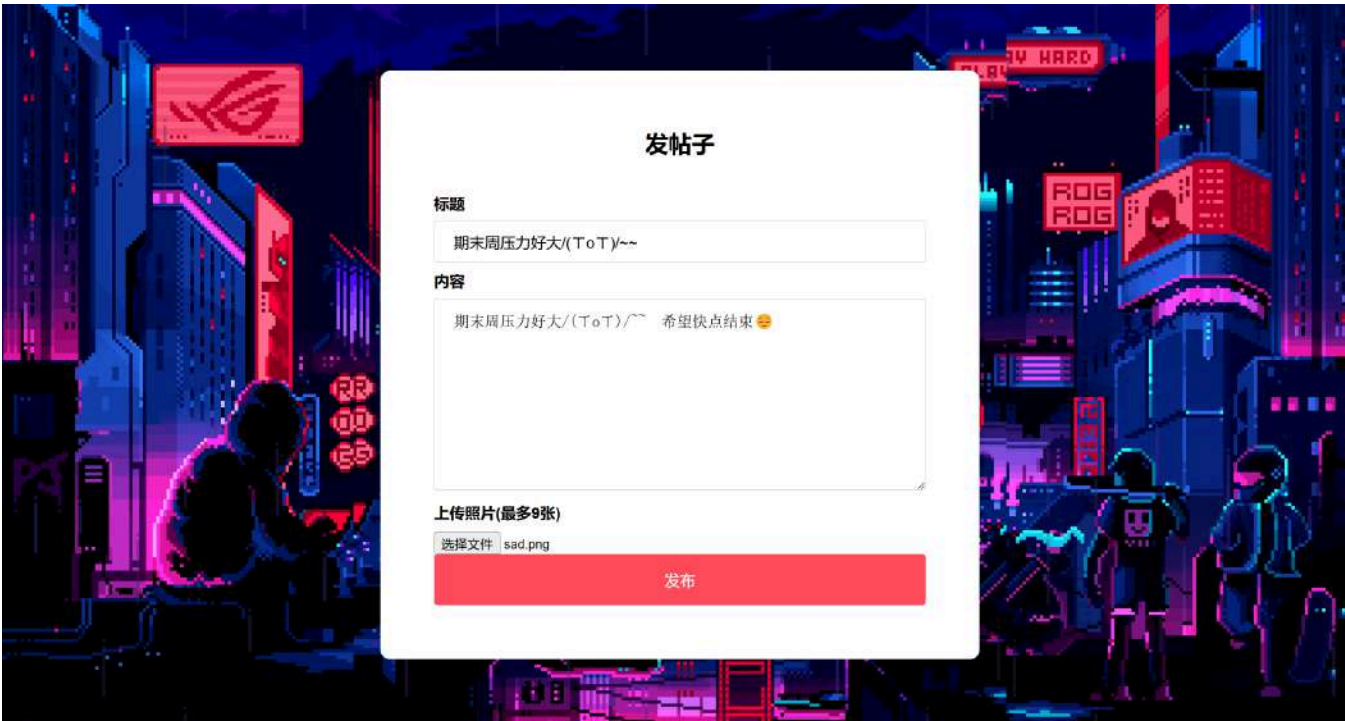 PLAY HARD
发帖子
标题
ROG
ROG
期末周压力好大/(ㄒoㄒ)/~~
内容
期末周压力好大/(ㄒoㄒ)/~~ 希望快点结束😔
上传照片(最多9张)
选择文件 sad.png
发布